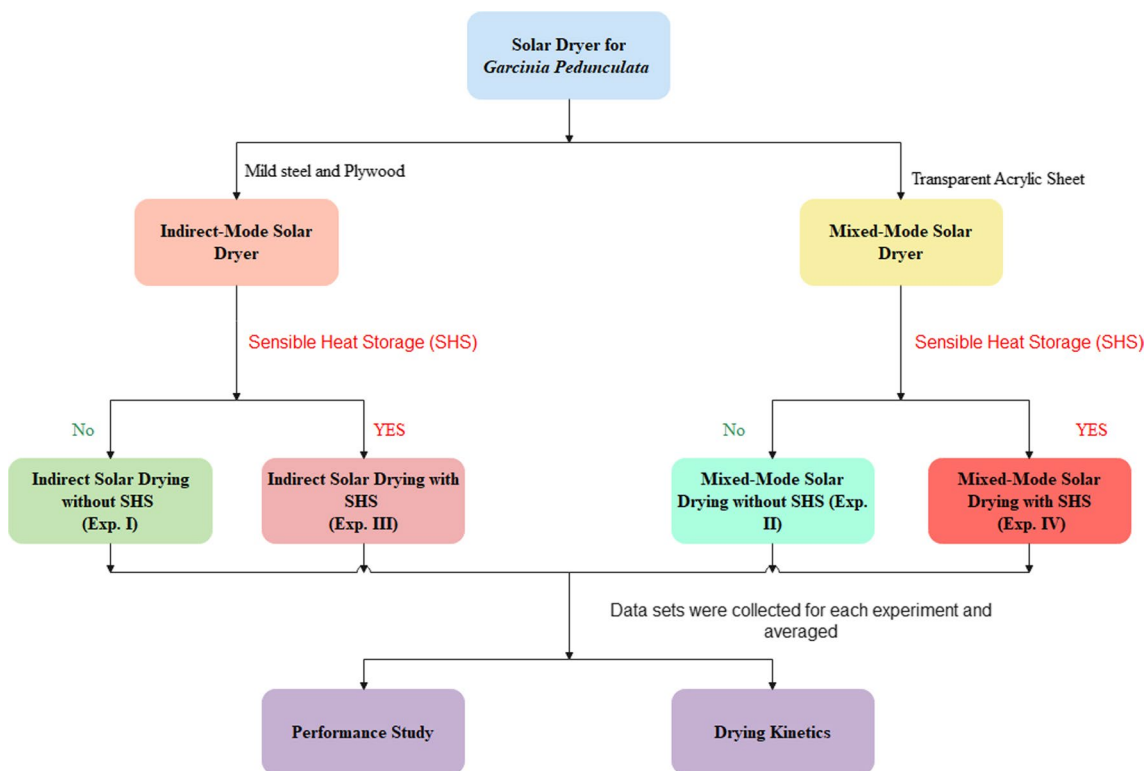 Solar Dryer for
Garcinia Pedunculata
Mild steel and Plywood
Transparent Acrylic Sheet
Indirect-Mode Solar
Dryer
Mixed-Mode Solar
Dryer
Sensible Heat Storage (SHS)
Sensible Heat Storage (SHS)
No
YES
No
YES
Indirect Solar Drying
without SHS
(Exp. I)
Indirect Solar Drying with
SHS
(Exp. III)
Mixed-Mode Solar
Drying without SHS (Exp.
II)
Mixed-Mode Solar
Drying with SHS
(Exp. IV)
Data sets were collected for each experiment and
averaged
Performance Study
Drying Kinetics